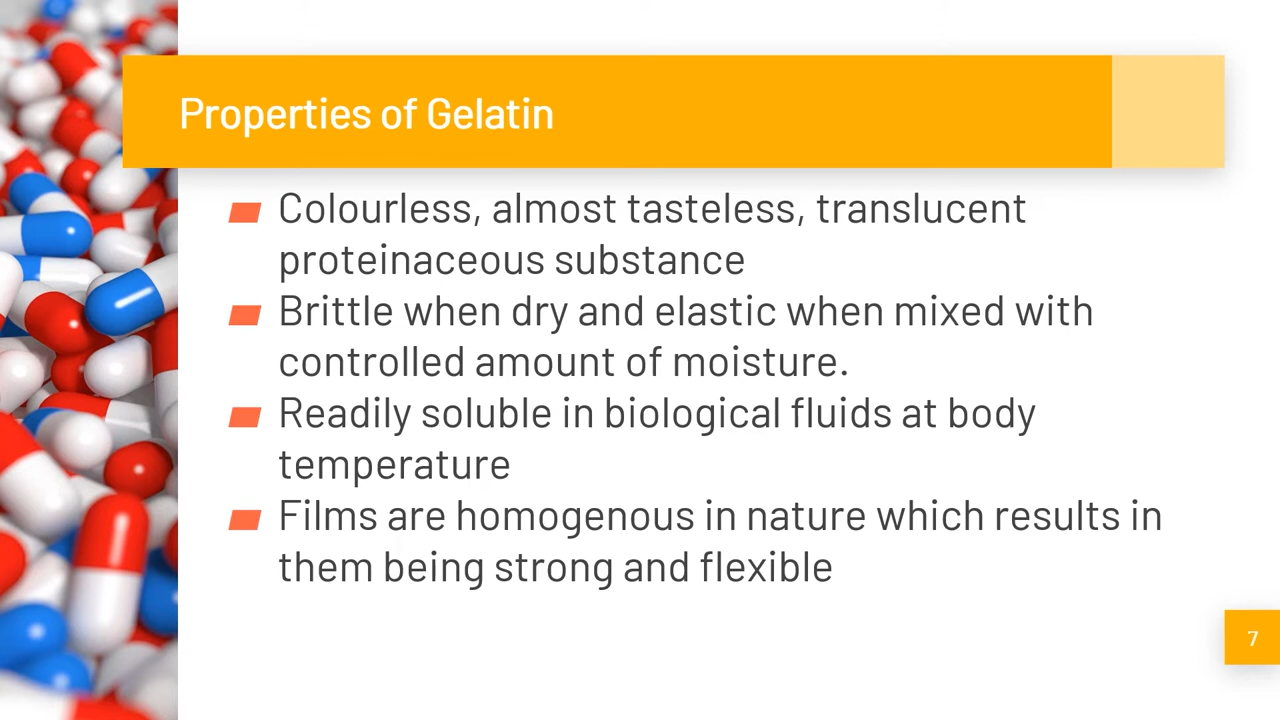 Properties of Gelatin
Colourless, almost tasteless, translucent
proteinaceous substance
Brittle when dry and elastic when mixed with
controlled amount of moisture.
Readily soluble in biological fluids at body
temperature
Films are homogenous in nature which results in
them being strong and flexible
7